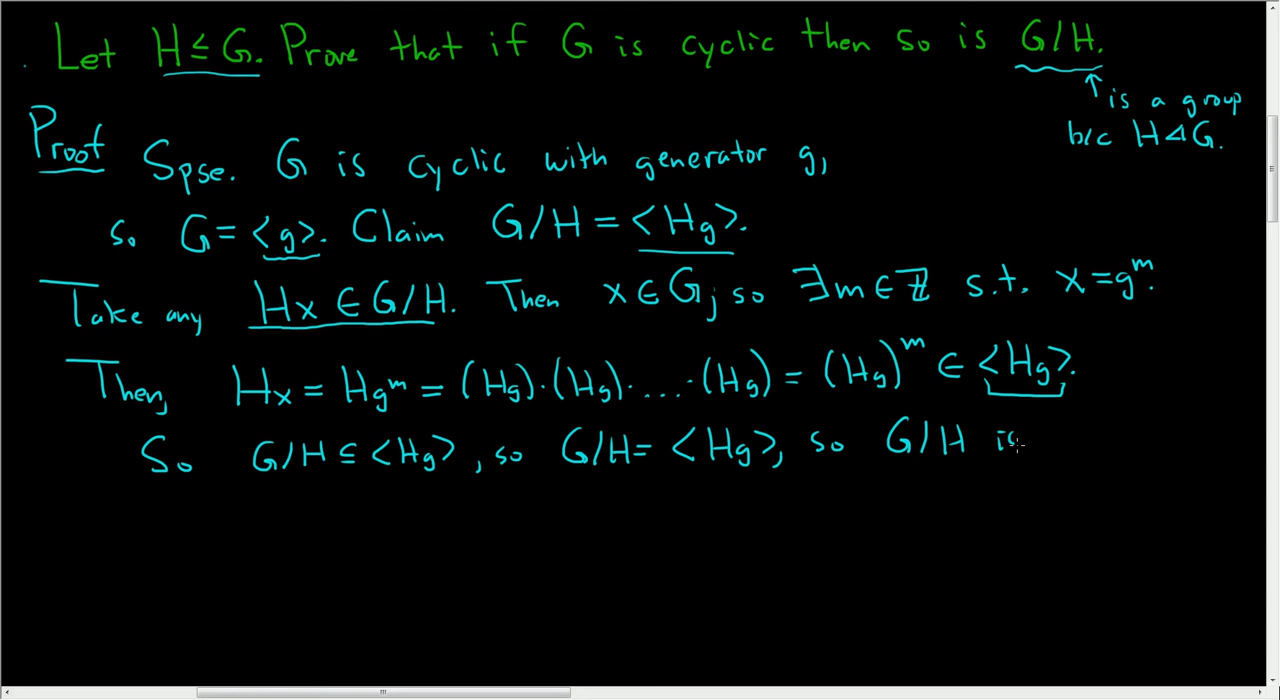 Let H ≤ G. Prove that if G is cyclic then so is G/H.
↑ is a group
b/c H ⊲ G.
Proof Spse. G is cyclic with generator g,
so G = <g>. Claim G/H = <Hg>.
Take any Hx ∈ G/H. Then x ∈ G, so ∃m ∈ ℤ s.t. x = g^m.
Then, Hx = Hg^m = (Hg)·(Hg)·...·(Hg) = (Hg)^m ∈ <Hg>.
So G/H ⊆ <Hg>, so G/H = <Hg>, so G/H is